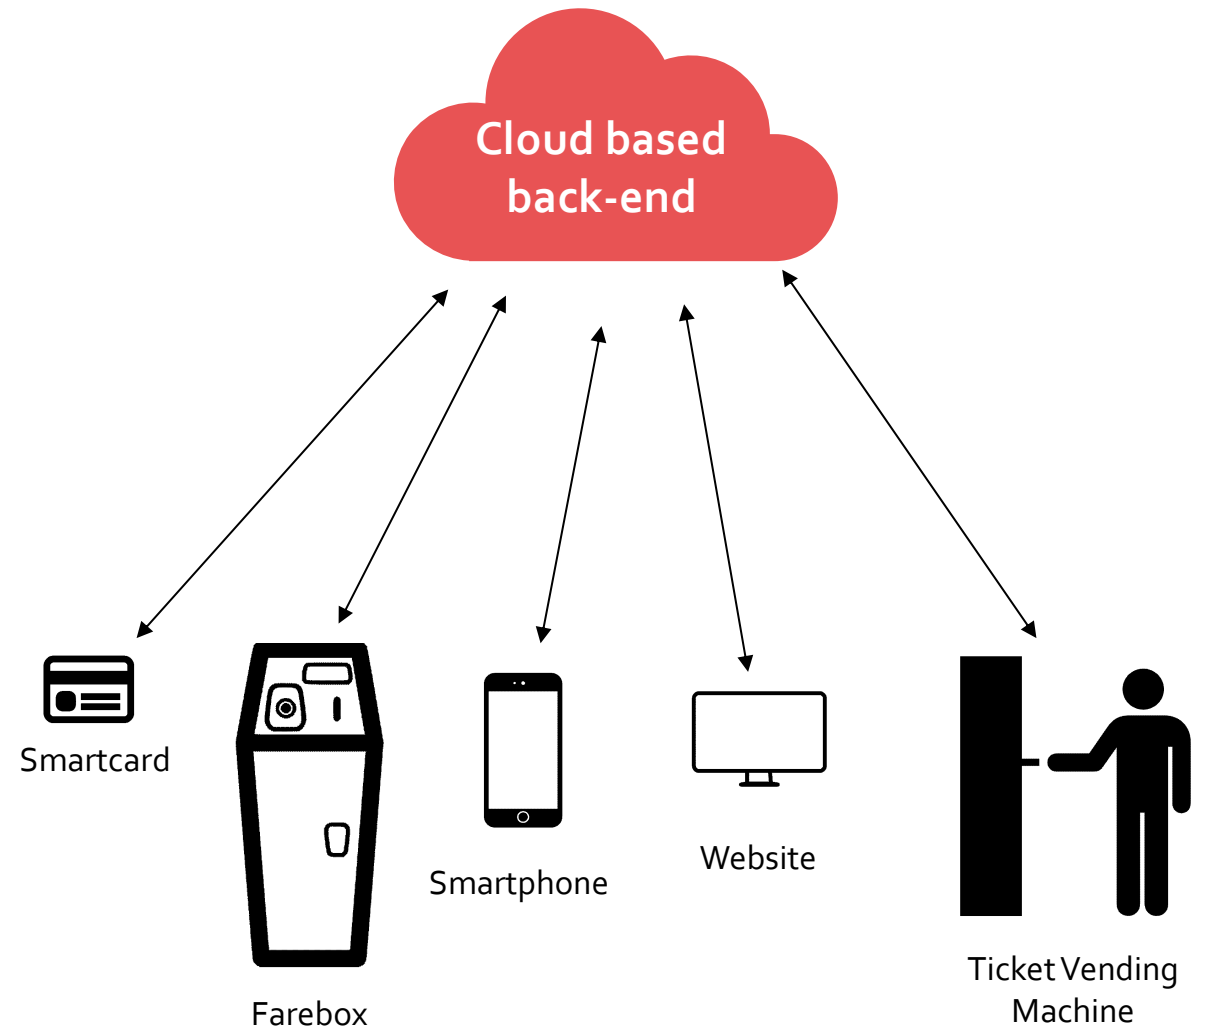 Cloud based
back-end
Smartcard
Farebox
Smartphone
Website
Ticket Vending
Machine